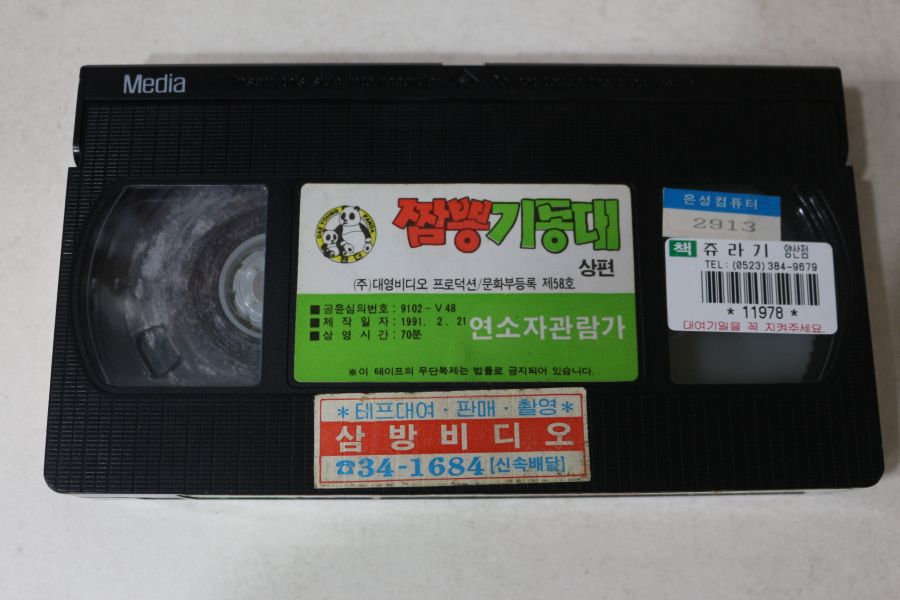 Media
짬뽕기동대
상편
DAE YOUNG PANDA
(주)대영비디오 프로덕션/문화부등록 제58호
■ 공윤심의번호 : 9102-V 48
■ 제작일자 : 1991. 2. 21
■ 상영시간 : 70분
연소자관람가
※이 테이프의 무단복제는 법률로 금지되어 있습니다.
*테프대여·판매·촬영*
삼방비디오
☎34-1684【신속배달】
온성컴퓨터
2913
책 쥬라기 양산점
TEL: (0523)384-9679
* 11978 *
대여기일을 꼭 지켜주세요.